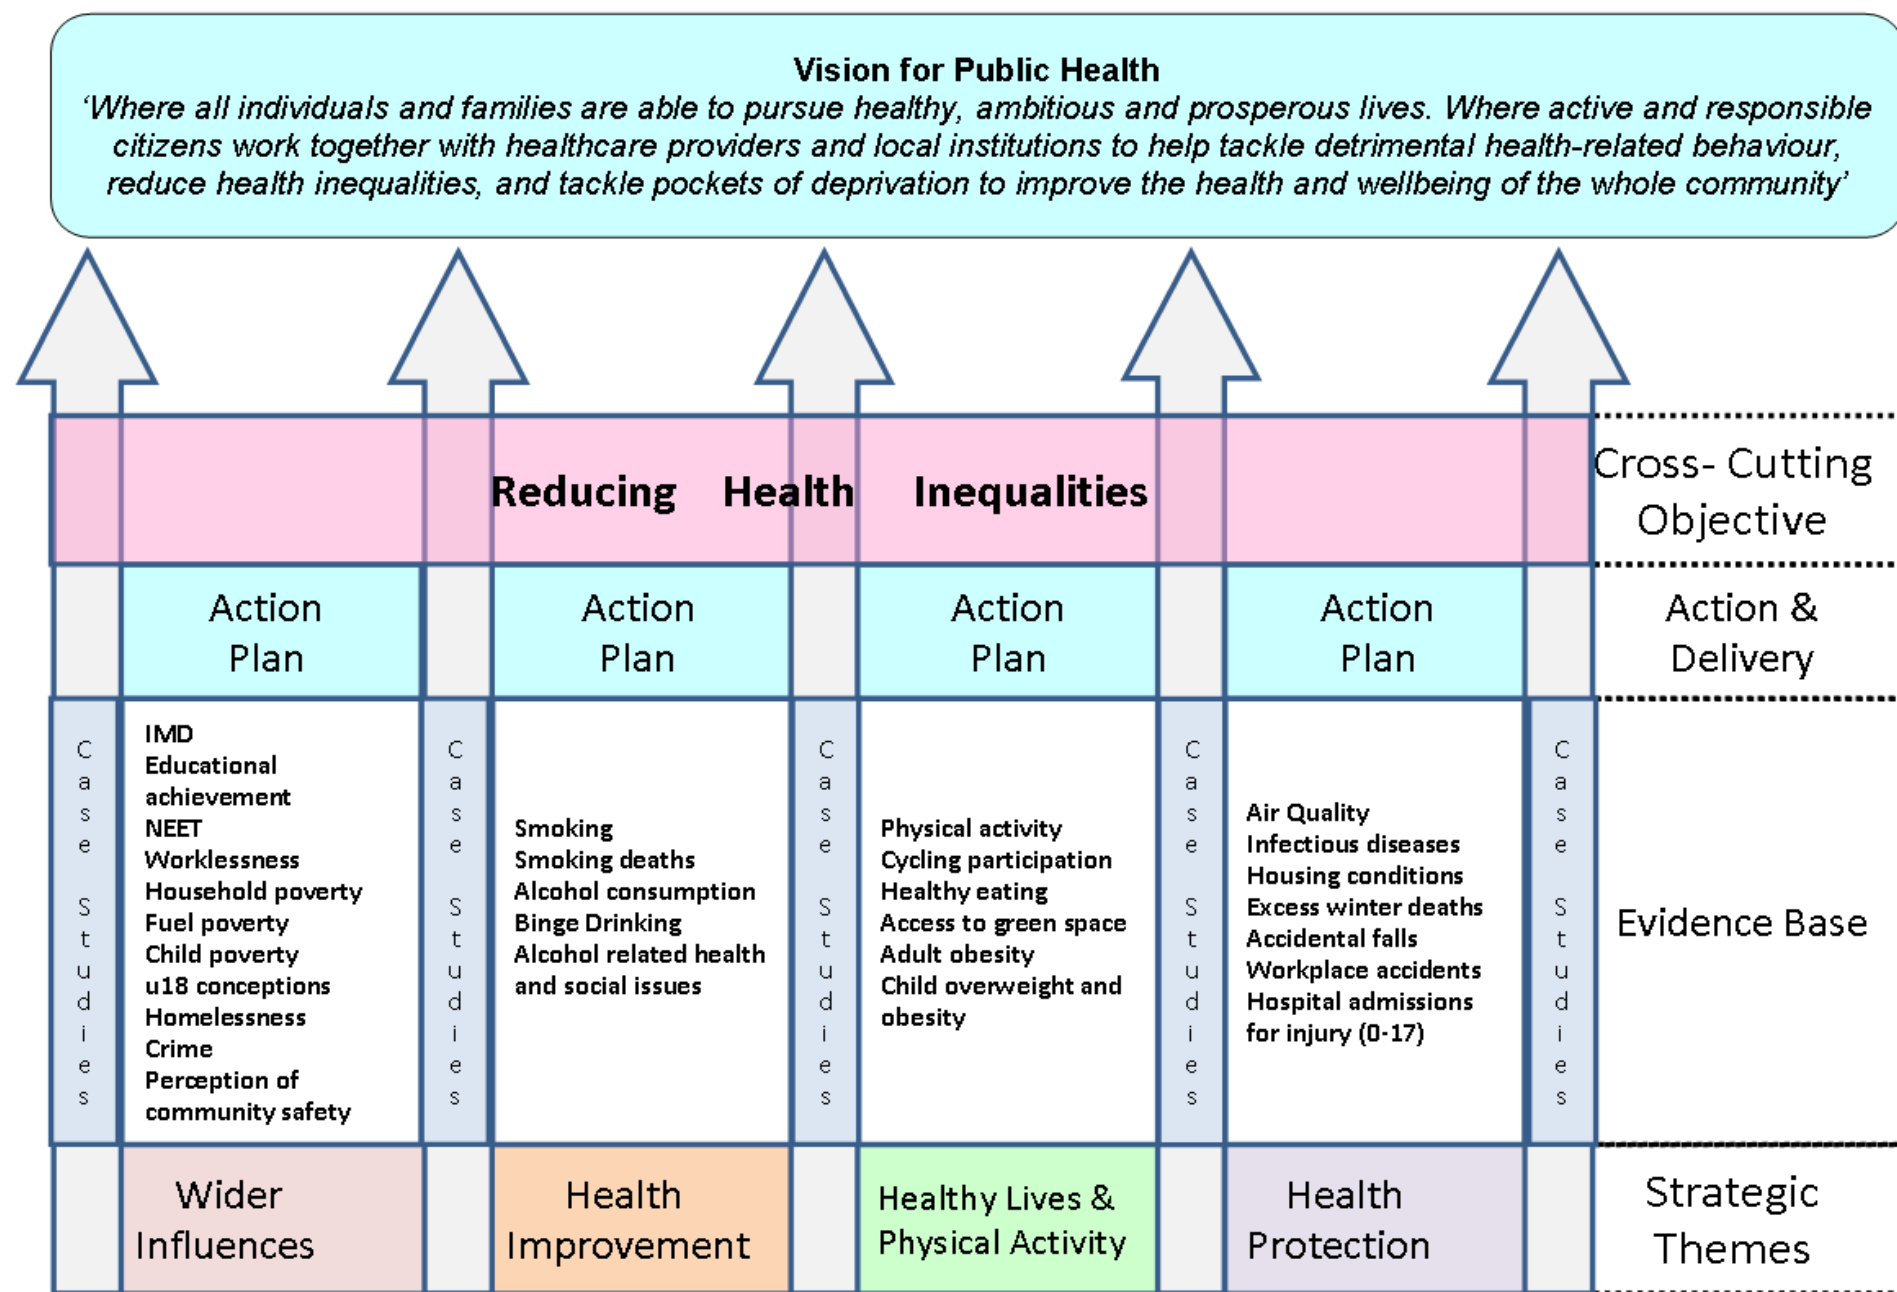 Vision for Public Health
‘Where all individuals and families are able to pursue healthy, ambitious and prosperous lives. Where active and responsible
citizens work together with healthcare providers and local institutions to help tackle detrimental health-related behaviour,
reduce health inequalities, and tackle pockets of deprivation to improve the health and wellbeing of the whole community’
Reducing Health Inequalities
Cross- Cutting
Objective
Action
Plan
Action
Plan
Action
Plan
Action
Plan
Action &
Delivery
Case Studies
IMD
Educational
achievement
NEET
Worklessness
Household poverty
Fuel poverty
Child poverty
u18 conceptions
Homelessness
Crime
Perception of
community safety
Case Studies
Smoking
Smoking deaths
Alcohol consumption
Binge Drinking
Alcohol related health
and social issues
Case Studies
Physical activity
Cycling participation
Healthy eating
Access to green space
Adult obesity
Child overweight and
obesity
Case Studies
Air Quality
Infectious diseases
Housing conditions
Excess winter deaths
Accidental falls
Workplace accidents
Hospital admissions
for injury (0-17)
Case Studies
Evidence Base
Wider
Influences
Health
Improvement
Healthy Lives &
Physical Activity
Health
Protection
Strategic
Themes